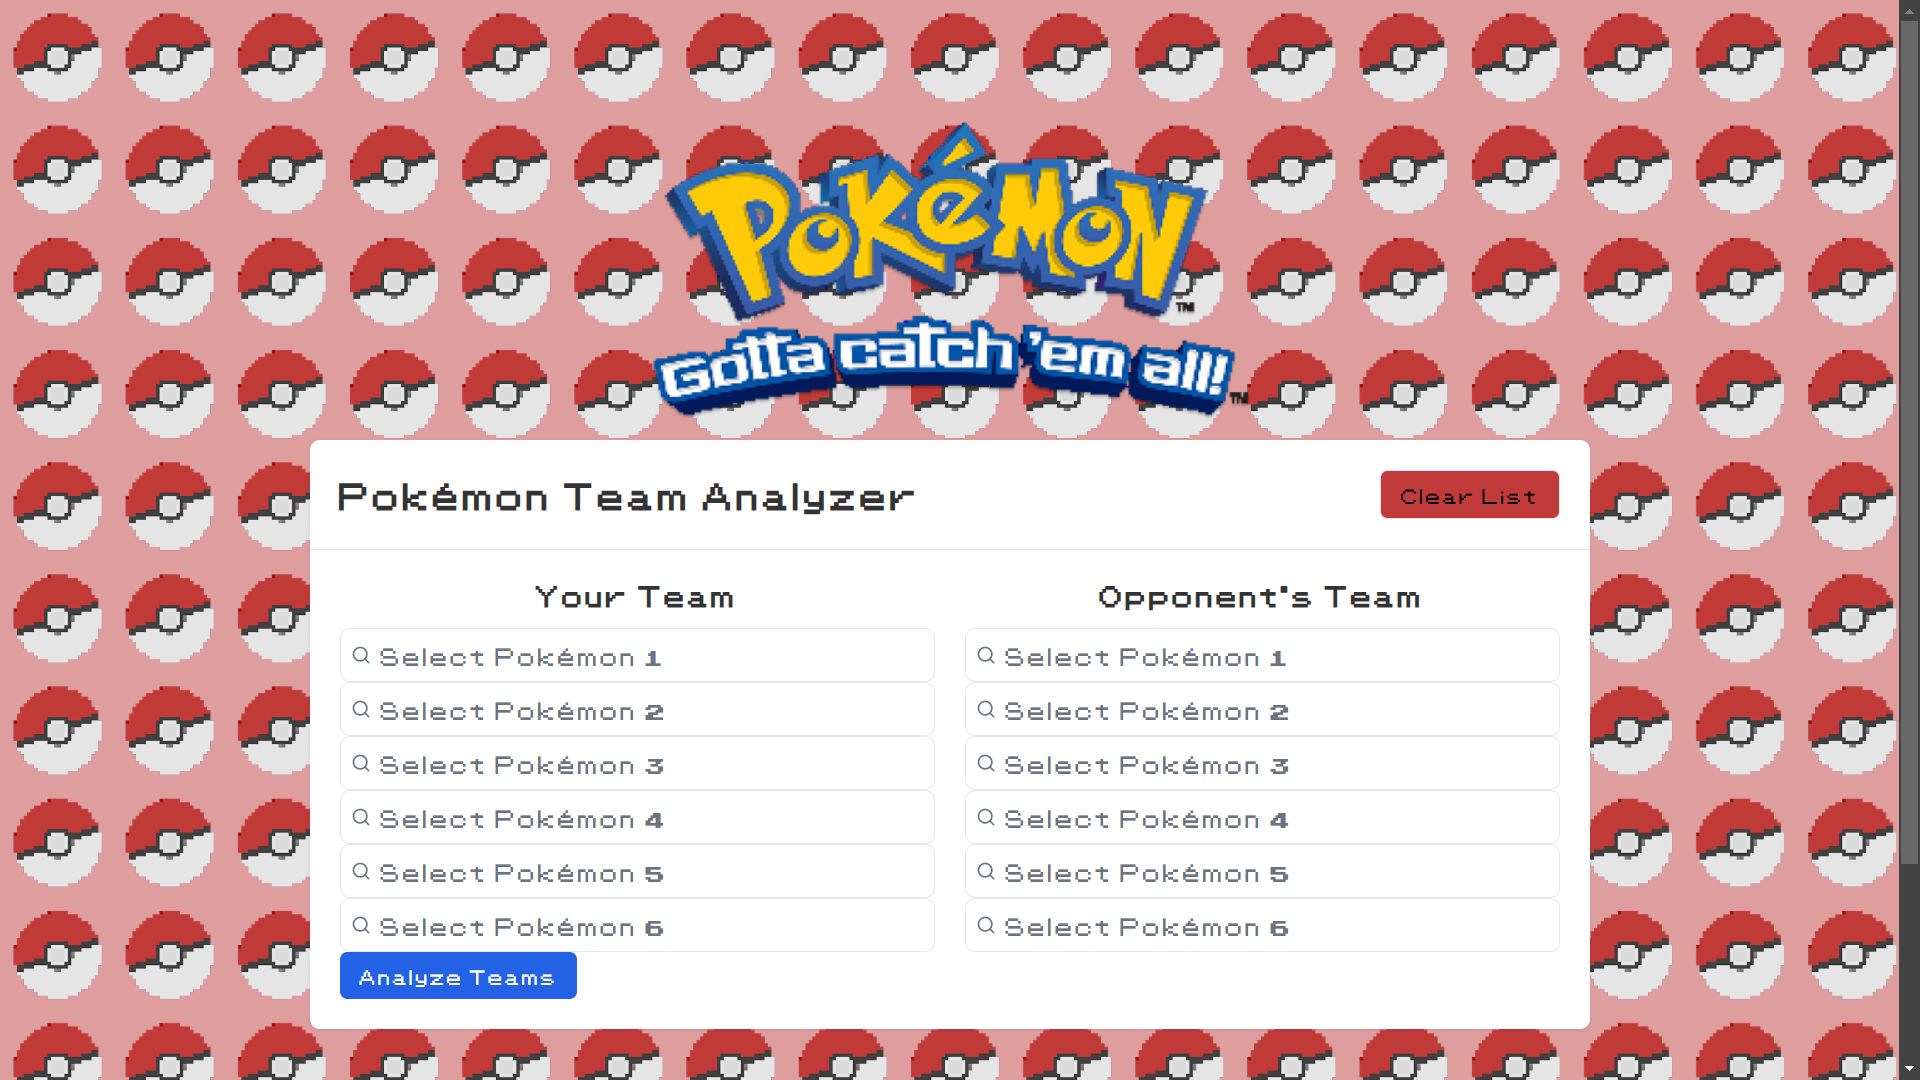 Pokémon
TM
Gotta catch 'em all!
TM
Pokémon Team Analyzer
Clear List
Your Team
Select Pokémon 1
Select Pokémon 2
Select Pokémon 3
Select Pokémon 4
Select Pokémon 5
Select Pokémon 6
Analyze Teams
Opponent's Team
Select Pokémon 1
Select Pokémon 2
Select Pokémon 3
Select Pokémon 4
Select Pokémon 5
Select Pokémon 6